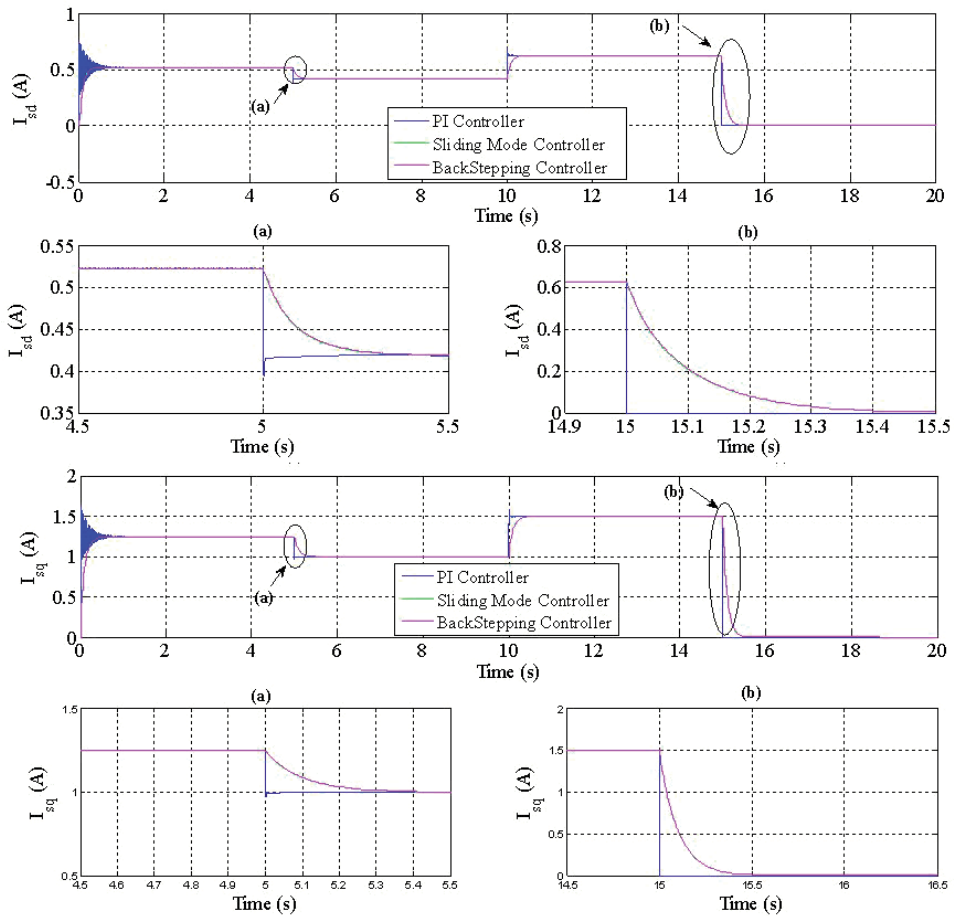 1
0.5
0
-0.5
I_sd (A)
(a)
(b)
PI Controller
Sliding Mode Controller
BackStepping Controller
0 2 4 6 8 10 12 14 16 18 20
Time (s)
(a)
0.55
0.5
0.45
0.4
0.35
I_sd (A)
4.5 5 5.5
Time (s)
(b)
0.8
0.6
0.4
0.2
0
I_sd (A)
14.9 15 15.1 15.2 15.3 15.4 15.5
Time (s)
2
1.5
1
0.5
0
I_sq (A)
(a)
(b)
PI Controller
Sliding Mode Controller
BackStepping Controller
0 2 4 6 8 10 12 14 16 18 20
Time (s)
(a)
1.5
1
0.5
I_sq (A)
4.5 4.6 4.7 4.8 4.9 5 5.1 5.2 5.3 5.4 5.5
Time (s)
(b)
2
1.5
1
0.5
0
I_sq (A)
14.5 15 15.5 16 16.5
Time (s)